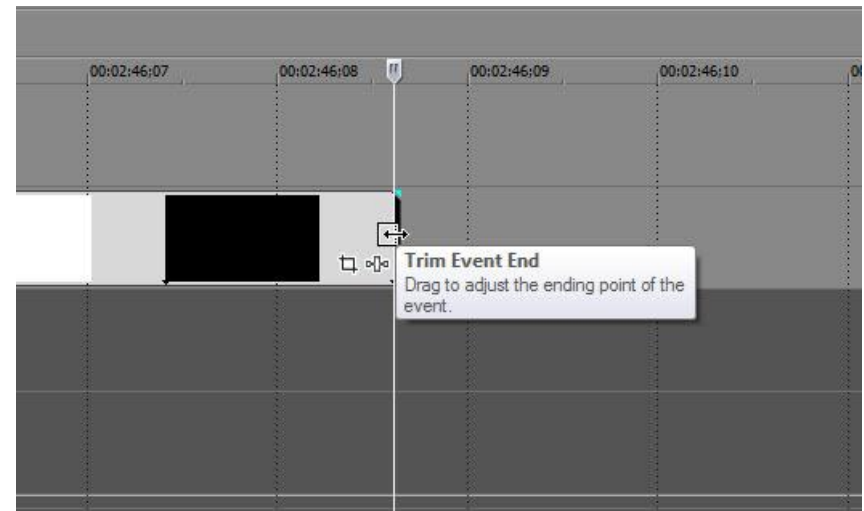 00:02:46;07 00:02:46;08 00:02:46;09 00:02:46;10
Trim Event End
Drag to adjust the ending point of the
event.